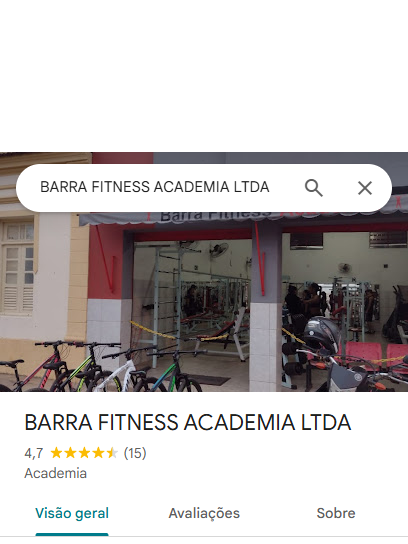 BARRA FITNESS ACADEMIA LTDA
Barra Fitness
BARRA FITNESS ACADEMIA LTDA
4,7 (15)
Academia
Visão geral Avaliações Sobre